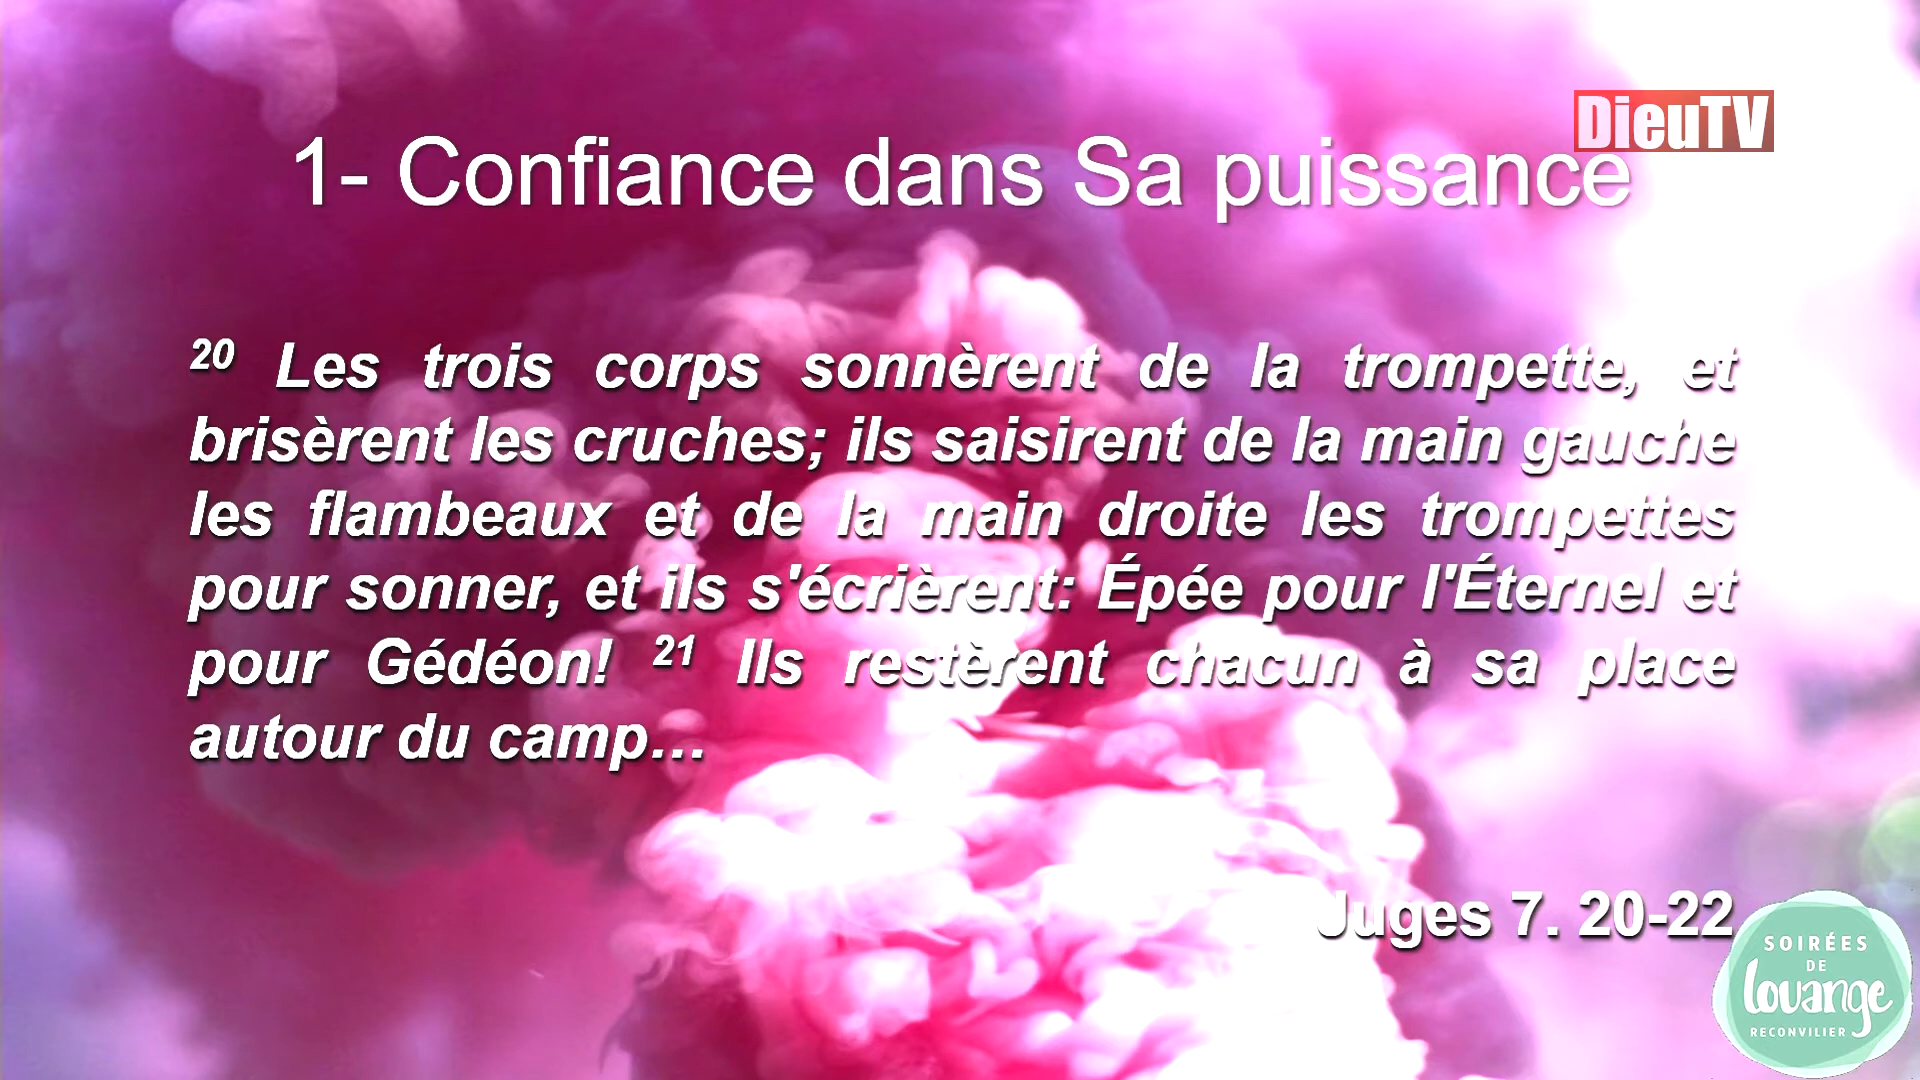 DieuTV
1- Confiance dans Sa puissance
20 Les trois corps sonnèrent de la trompette, et
brisèrent les cruches; ils saisirent de la main gauche
les flambeaux et de la main droite les trompettes
pour sonner, et ils s'écrièrent: Épée pour l'Éternel et
pour Gédéon! 21 Ils restèrent chacun à sa place
autour du camp...
Juges 7. 20-22
SOIRÉES
DE
louange
RECONVILIER